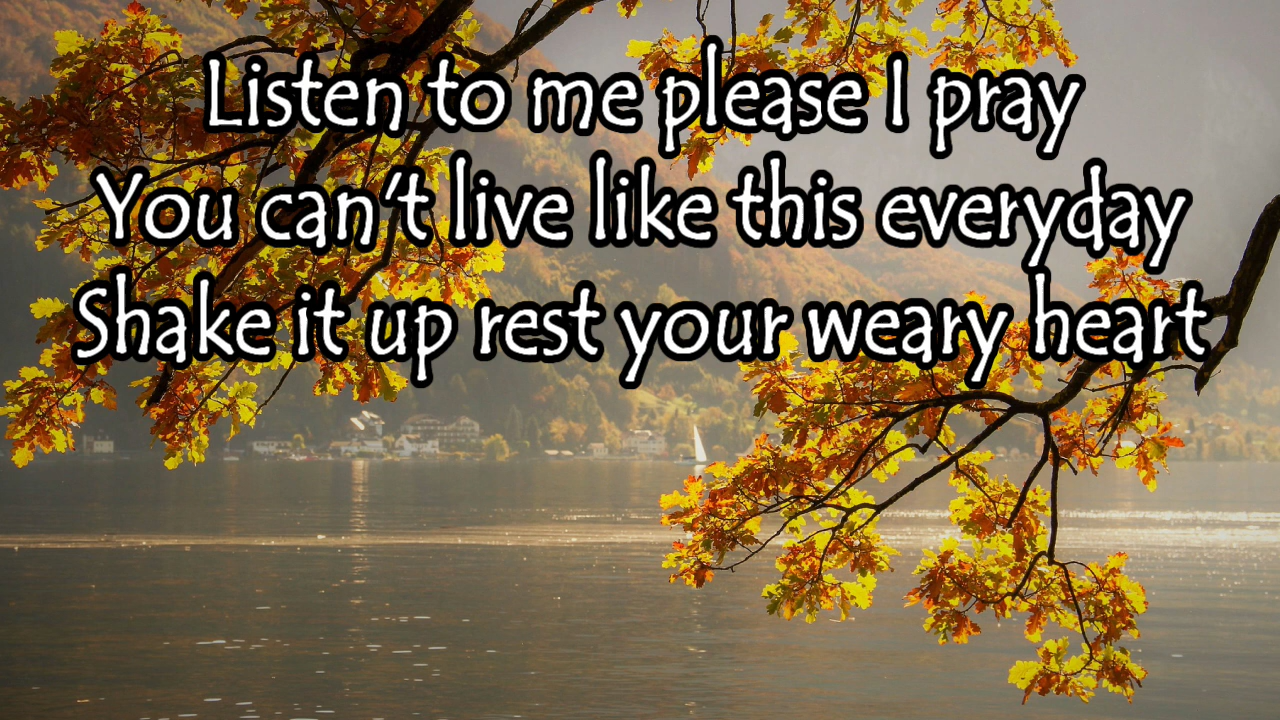 Listen to me please I pray
You can't live like this everyday
Shake it up rest your weary heart